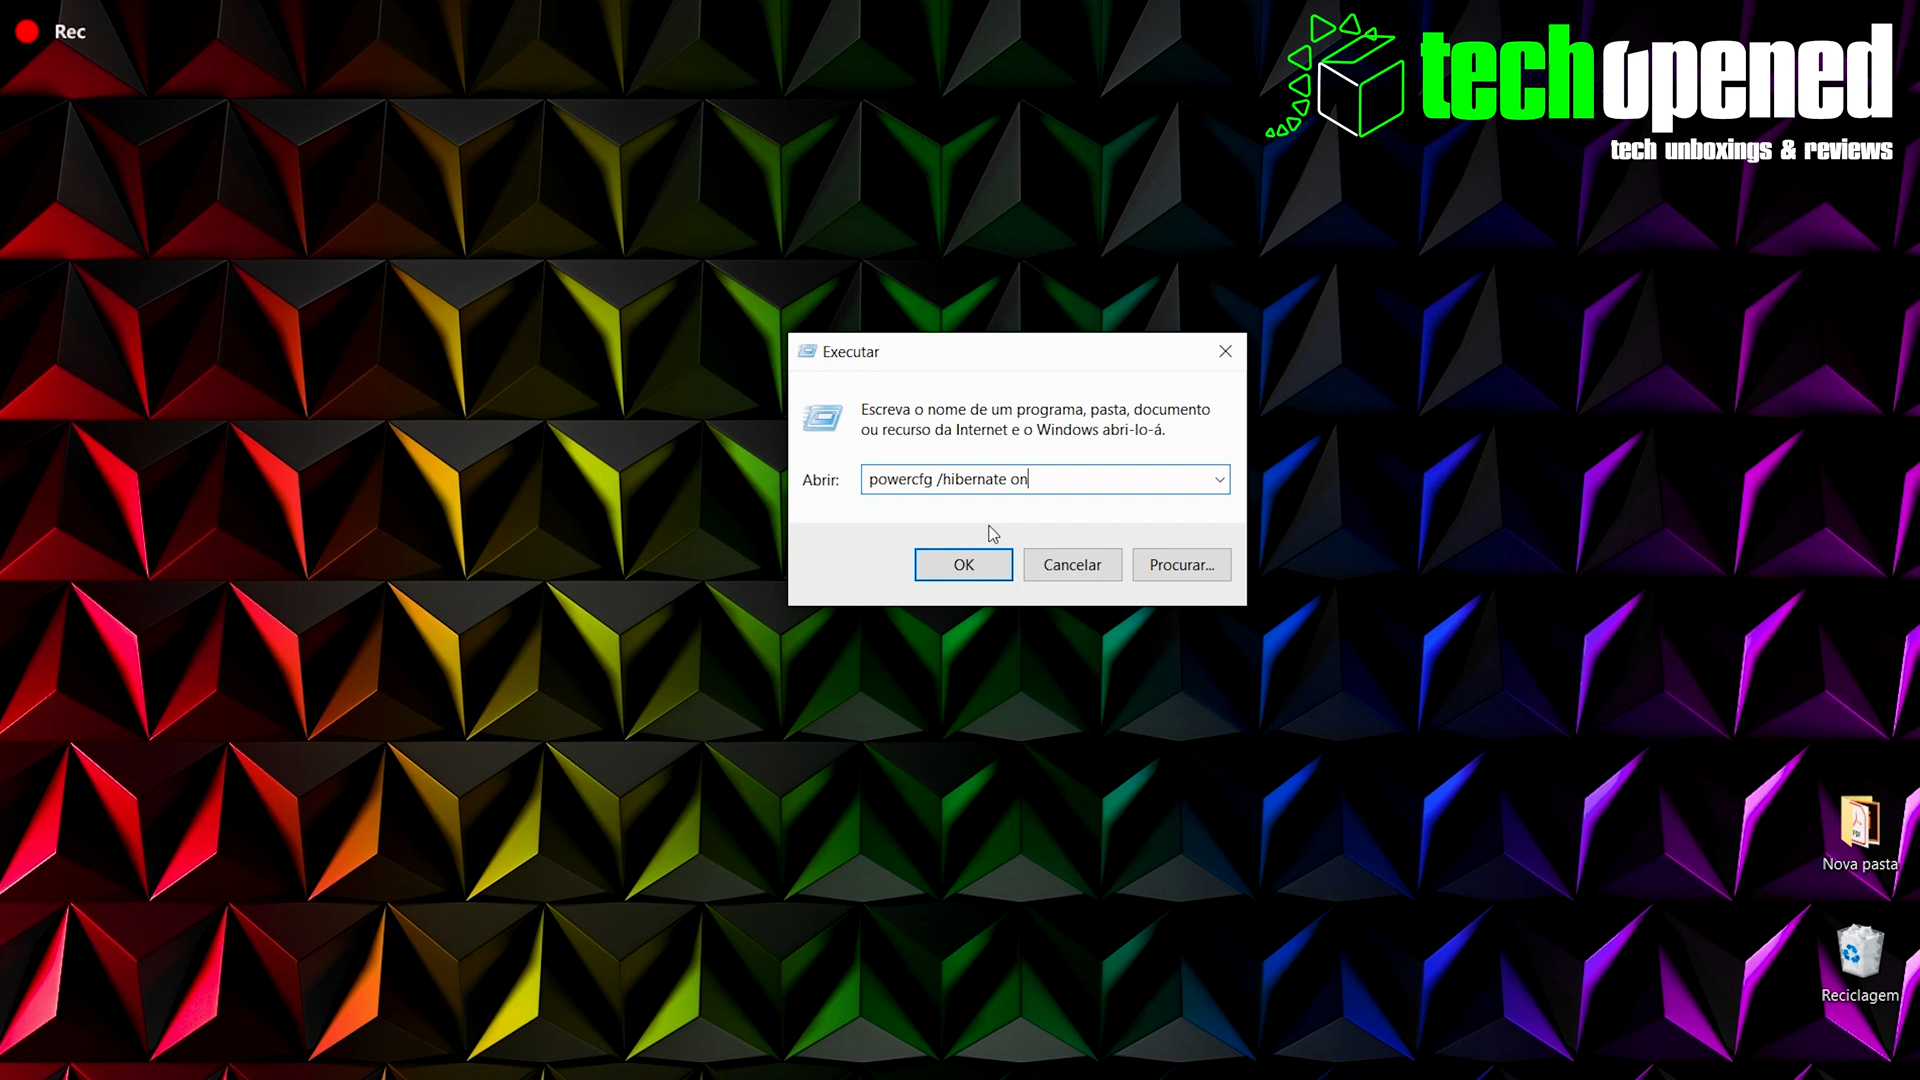 Rec
techopened
tech unboxings & reviews
Executar
Escreva o nome de um programa, pasta, documento
ou recurso da Internet e o Windows abri-lo-á.
Abrir:
powercfg /hibernate on
OK
Cancelar
Procurar...
PDF
Nova pasta
Reciclagem